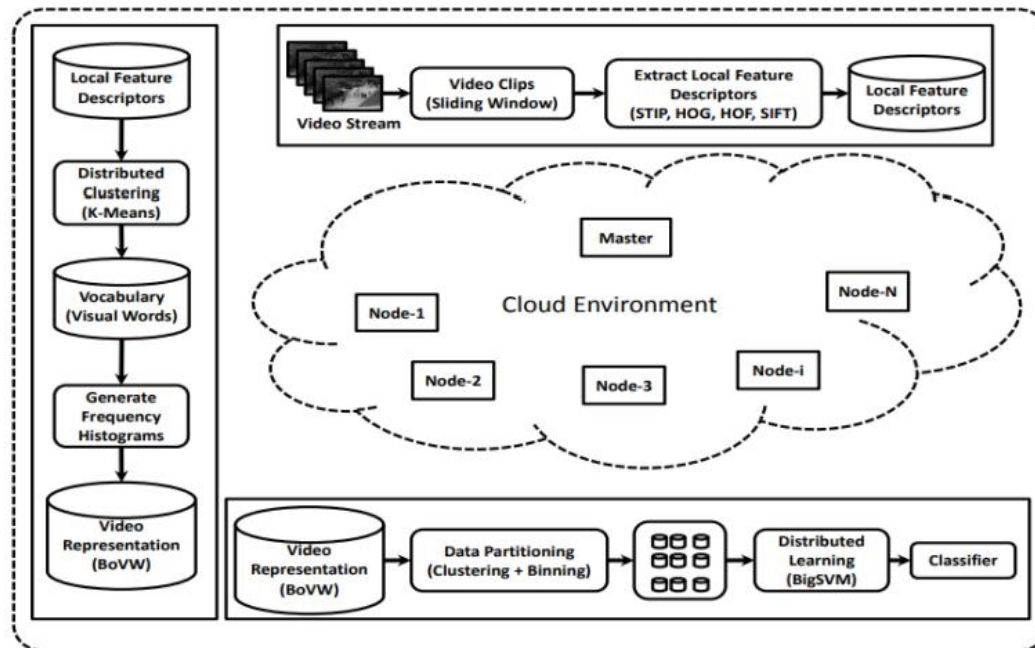 Local Feature
Descriptors
Distributed
Clustering
(K-Means)
Vocabulary
(Visual Words)
Generate
Frequency
Histograms
Video
Representation
(BoVW)
Video Stream
Video Clips
(Sliding Window)
Extract Local Feature
Descriptors
(STIP, HOG, HOF, SIFT)
Local Feature
Descriptors
Master
Cloud Environment
Node-N
Node-1
Node-2
Node-3
Node-i
Video
Representation
(BoVW)
Data Partitioning
(Clustering + Binning)
Distributed
Learning
(BigSVM)
Classifier